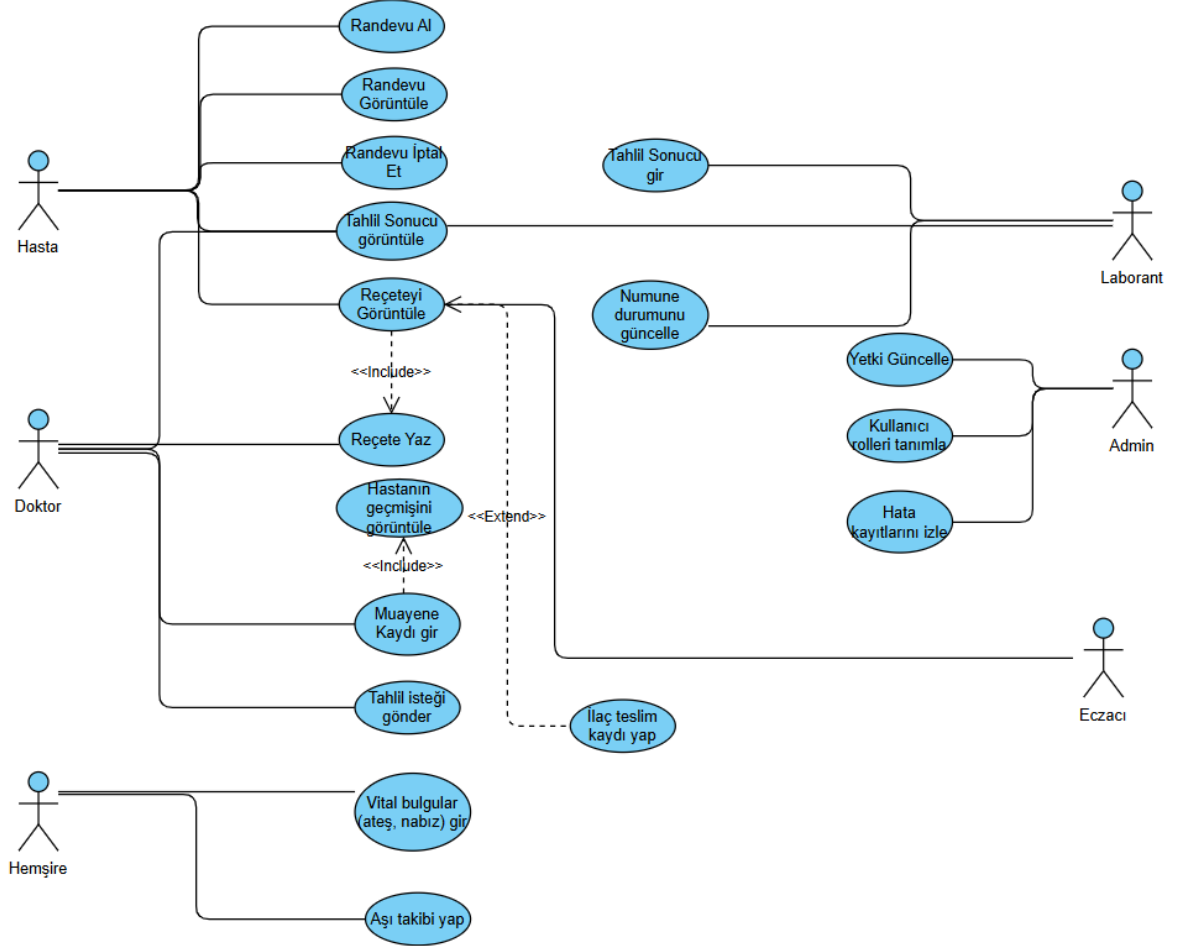 Randevu Al
Randevu
Görüntüle
Randevu İptal
Et
Tahlil Sonucu
gir
Hasta
Tahlil Sonucu
görüntüle
Laborant
Reçeteyi
Görüntüle
Numune
durumunu
güncelle
Yetki Güncelle
<<Include>>
Kullanıcı
rolleri tanımla
Admin
Reçete Yaz
Doktor
Hastanın
geçmişini
görüntüle
<<Extend>>
Hata
kayıtlarını izle
<<Include>>
Muayene
Kaydı gir
Tahlil isteği
gönder
İlaç teslim
kaydı yap
Eczacı
Vital bulgular
(ateş, nabız) gir
Hemşire
Aşı takibi yap